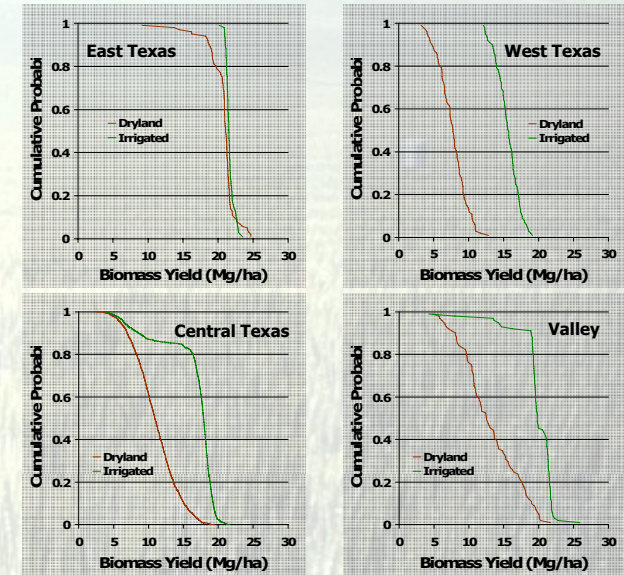 East Texas
Cumulative Probabi
1
0.8
0.6
0.4
0.2
0
Dryland
Irrigated
0 5 10 15 20 25 30
Biomass Yield (Mg/ha)
West Texas
Cumulative Probabi
1
0.8
0.6
0.4
0.2
0
Dryland
Irrigated
0 5 10 15 20 25 30
Biomass Yield (Mg/ha)
Central Texas
Cumulative Probabi
1
0.8
0.6
0.4
0.2
0
Dryland
Irrigated
0 5 10 15 20 25 30
Biomass Yield (Mg/ha)
Valley
Cumulative Probabi
1
0.8
0.6
0.4
0.2
0
Dryland
Irrigated
0 5 10 15 20 25 30
Biomass Yield (Mg/ha)